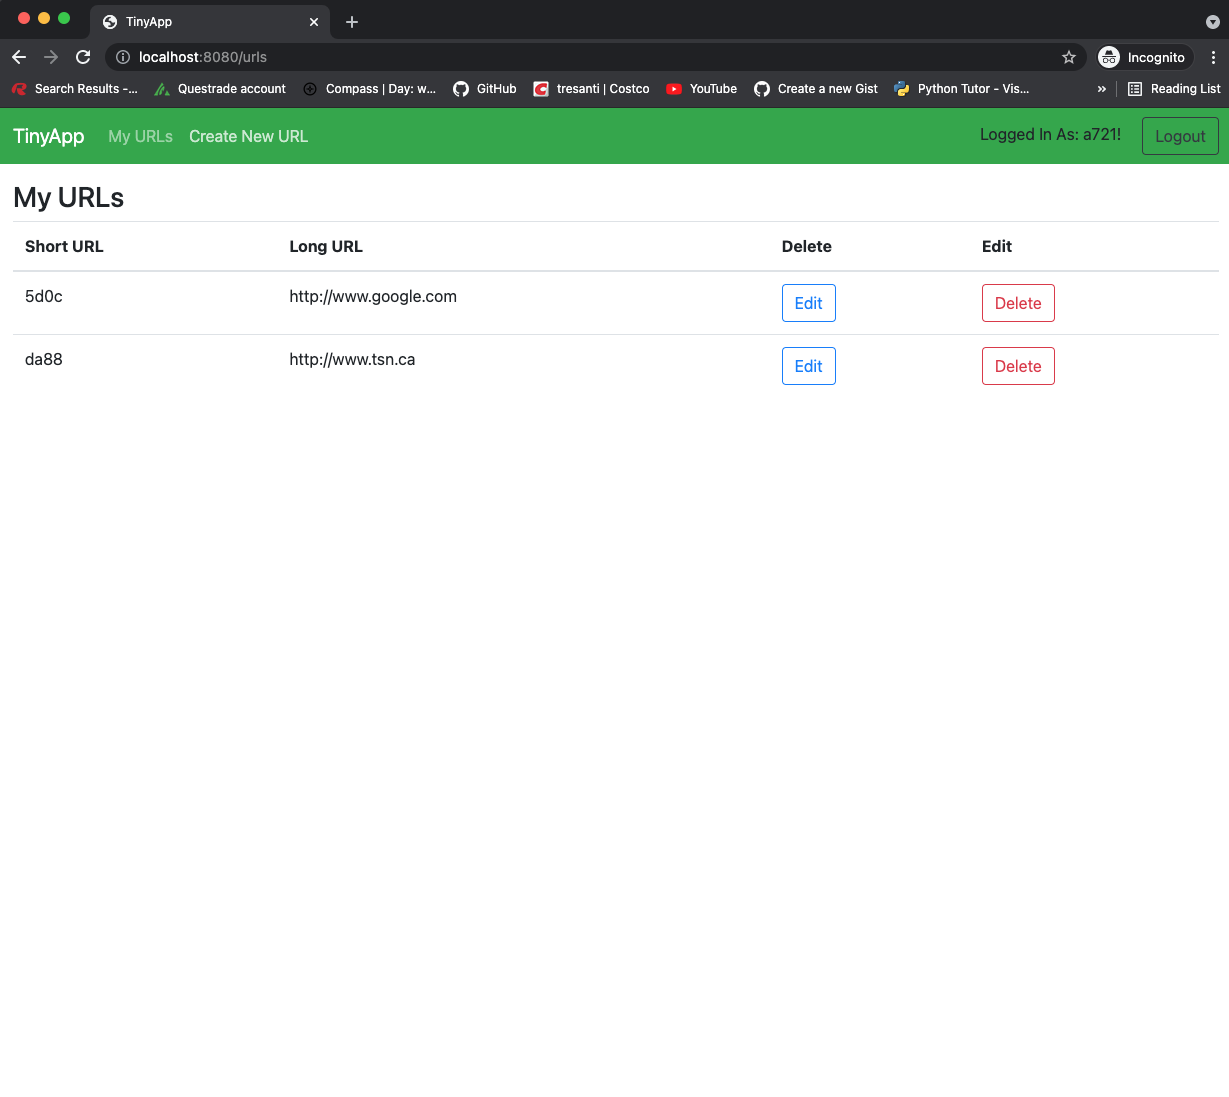 TinyApp
localhost:8080/urls
Incognito
Search Results -... Questrade account Compass | Day: w... GitHub tresanti | Costco YouTube Create a new Gist Python Tutor - Vis... » Reading List
TinyApp My URLs Create New URL Logged In As: a721! Logout
My URLs
Short URL Long URL Delete Edit
5d0c http://www.google.com Edit Delete
da88 http://www.tsn.ca Edit Delete